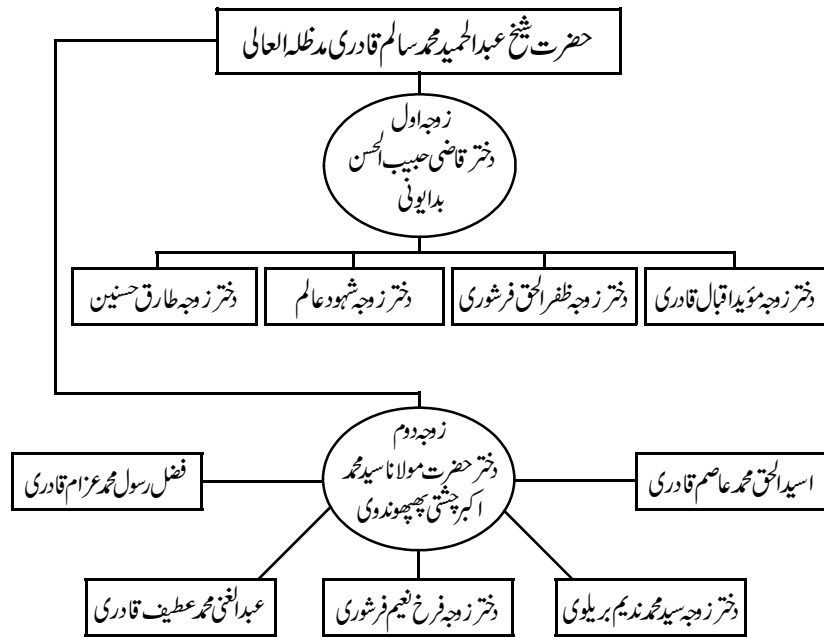 حضرت شیخ عبدالحمید محمد سالم قادری مدظلہ العالی
زوجہ اول
دختر قاضی حبیب الحسن
بدایونی
دختر زوجہ مؤید اقبال قادری
دختر زوجہ ظفر الحق فرشوری
دختر زوجہ شہود عالم
دختر زوجہ طارق حسنین
زوجہ دوم
دختر حضرت مولانا سید محمد
اکبر چشتی پھپھوندوی
اسید الحق محمد عاصم قادری
فضل رسول محمد عزام قادری
دختر زوجہ سید محمد ندیم بریلوی
دختر زوجہ فرخ نعیم فرشوری
عبدالغنی محمد عطیف قادری